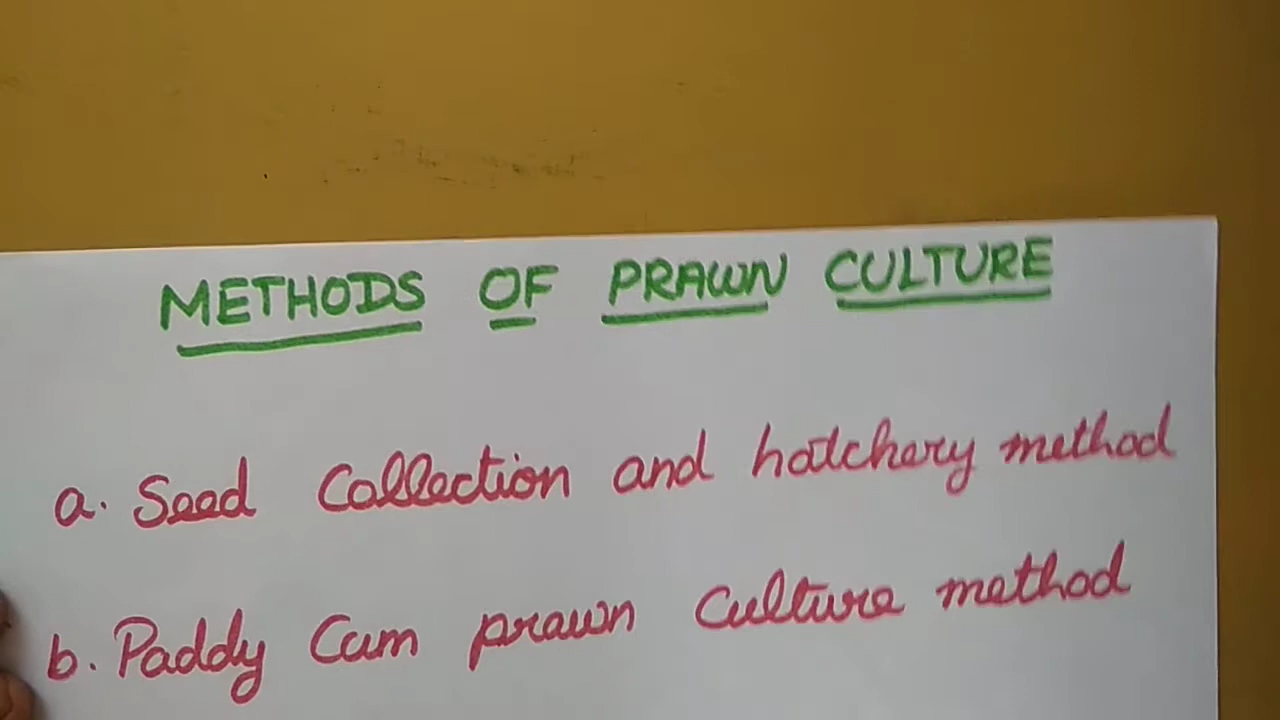 METHODS OF PRAWN CULTURE
a. Seed Collection and hatchery method
b. Paddy Cum prawn Culture method